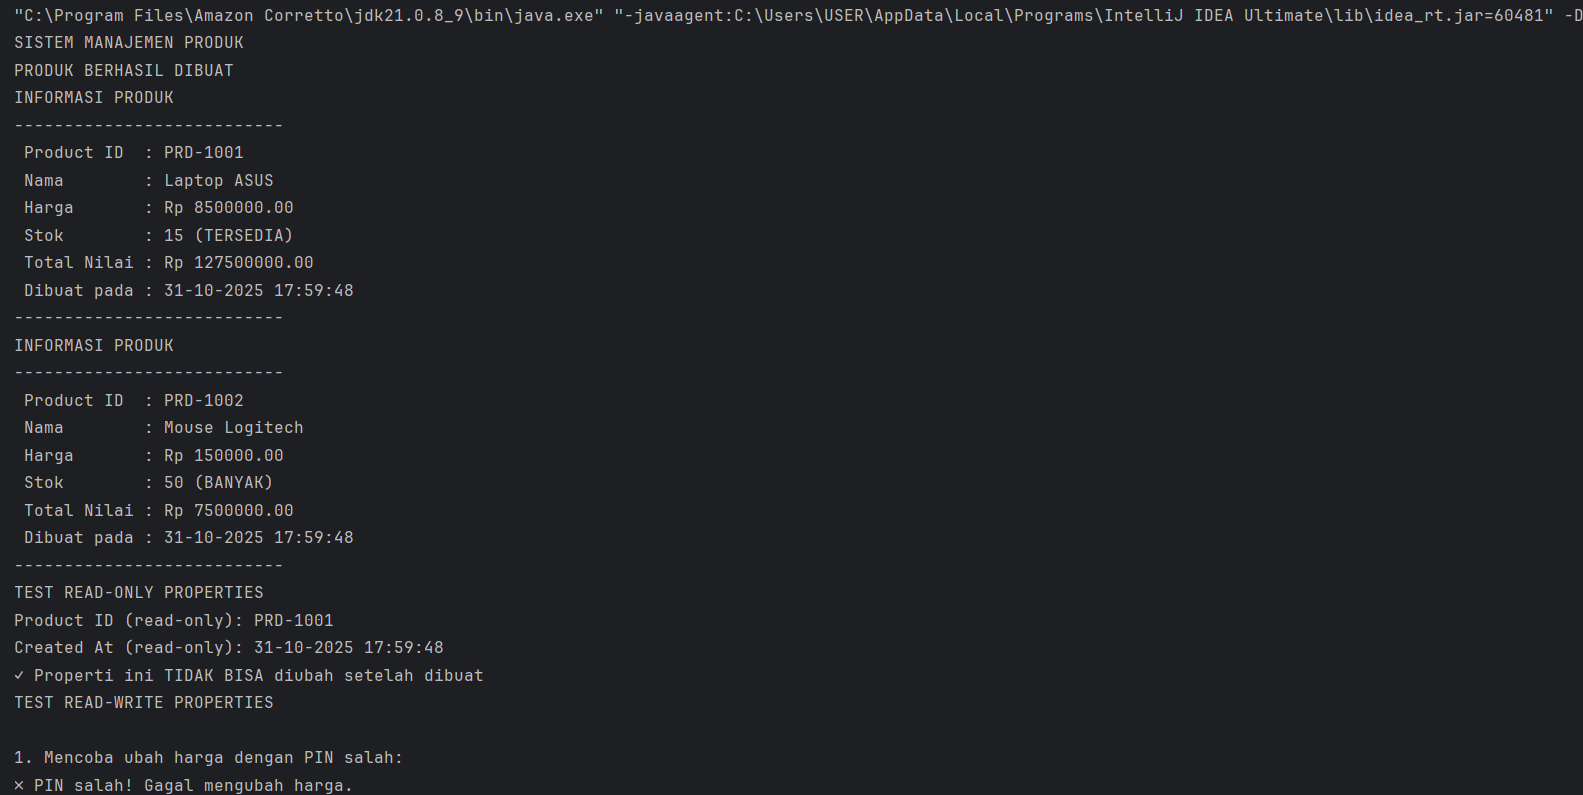 "C:\Program Files\Amazon Corretto\jdk21.0.8_9\bin\java.exe" "-javaagent:C:\Users\USER\AppData\Local\Programs\IntelliJ IDEA Ultimate\lib\idea_rt.jar=60481" -D
SISTEM MANAJEMEN PRODUK
PRODUK BERHASIL DIBUAT
INFORMASI PRODUK
---------------------------
 Product ID  : PRD-1001
 Nama        : Laptop ASUS
 Harga       : Rp 8500000.00
 Stok        : 15 (TERSEDIA)
 Total Nilai : Rp 127500000.00
 Dibuat pada : 31-10-2025 17:59:48
---------------------------
INFORMASI PRODUK
---------------------------
 Product ID  : PRD-1002
 Nama        : Mouse Logitech
 Harga       : Rp 150000.00
 Stok        : 50 (BANYAK)
 Total Nilai : Rp 7500000.00
 Dibuat pada : 31-10-2025 17:59:48
---------------------------
TEST READ-ONLY PROPERTIES
Product ID (read-only): PRD-1001
Created At (read-only): 31-10-2025 17:59:48
✓ Properti ini TIDAK BISA diubah setelah dibuat
TEST READ-WRITE PROPERTIES

1. Mencoba ubah harga dengan PIN salah:
✕ PIN salah! Gagal mengubah harga.